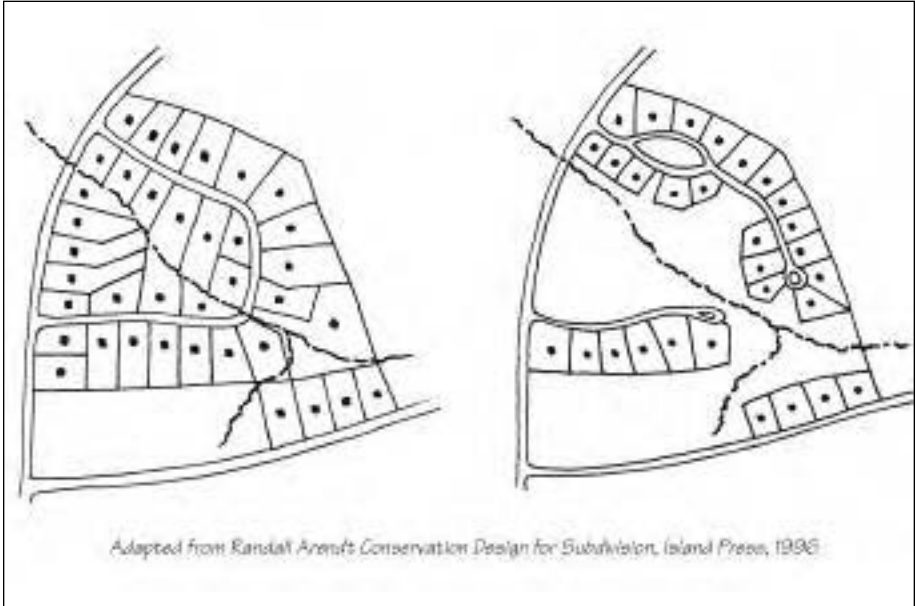 Adapted from Randall Arendt Conservation Design for Subdivision, Island Press, 1996